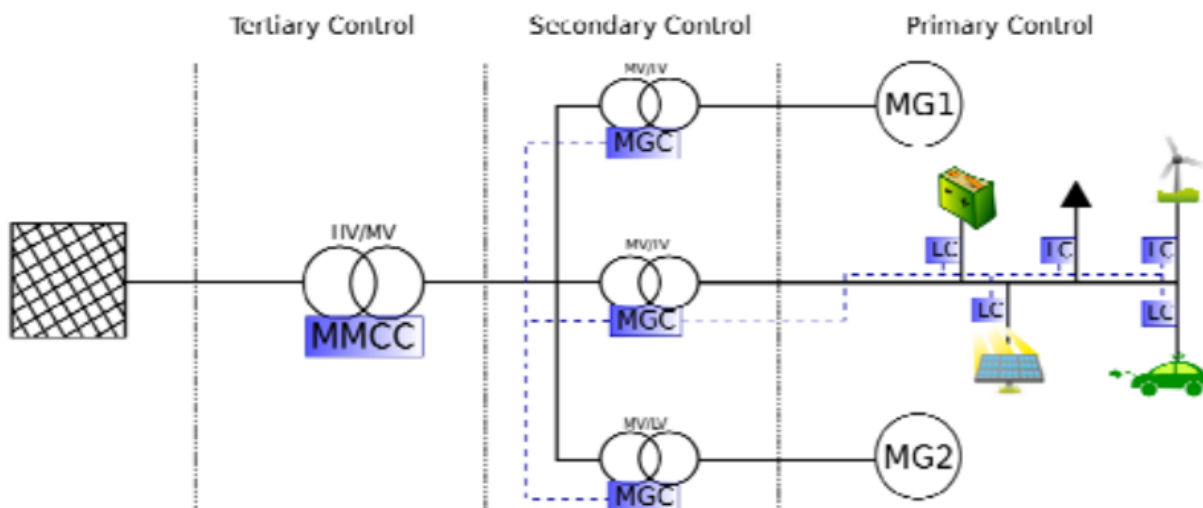 Tertiary Control
Secondary Control
Primary Control
MV/LV
MG1
MGC
HV/MV
MMCC
MV/LV
MGC
LC
LC
LC
LC
LC
MV/LV
MG2
MGC